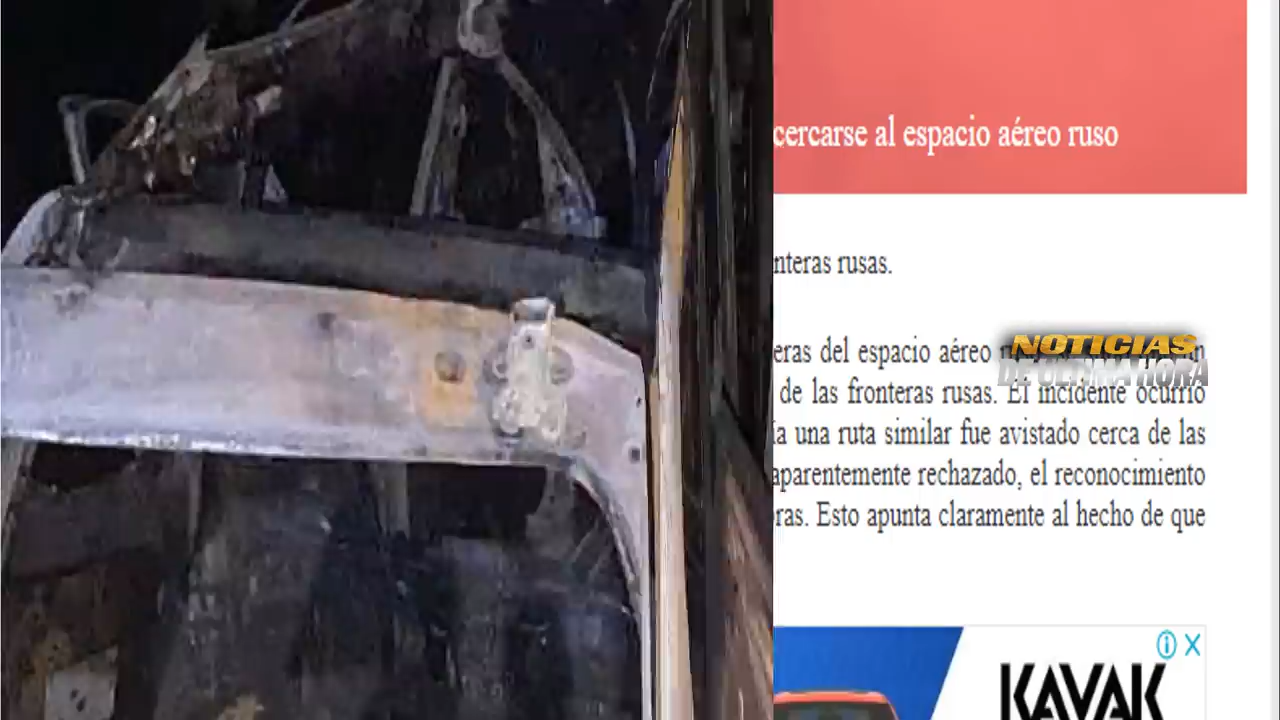 cercarse al espacio aéreo ruso
nteras rusas.
eras del espacio aéreo
NOTICIAS
DE ULTIMA HORA
de las fronteras rusas. El incidente ocurrió
ía una ruta similar fue avistado cerca de las
aparentemente rechazado, el reconocimiento
ras. Esto apunta claramente al hecho de que
KAVAK